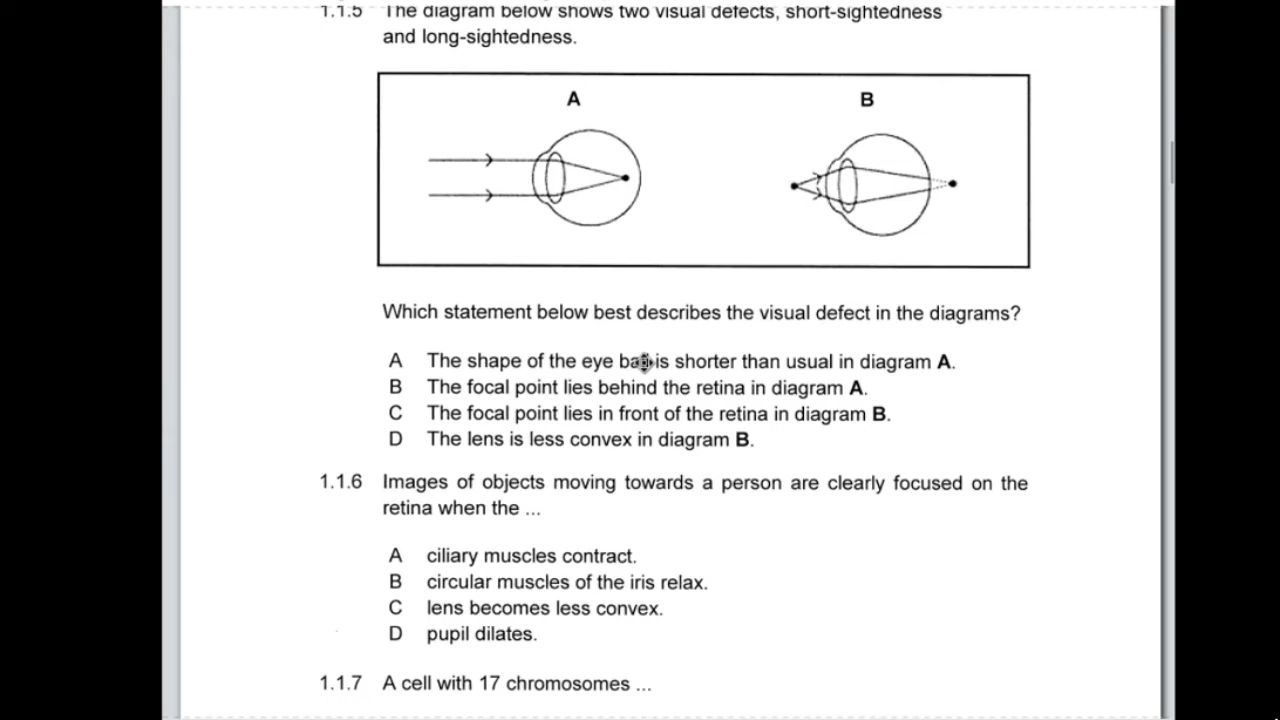 1.1.5 The diagram below shows two visual defects, short-sightedness
and long-sightedness.
A B
Which statement below best describes the visual defect in the diagrams?
A The shape of the eye ball is shorter than usual in diagram A.
B The focal point lies behind the retina in diagram A.
C The focal point lies in front of the retina in diagram B.
D The lens is less convex in diagram B.
1.1.6 Images of objects moving towards a person are clearly focused on the
retina when the ...
A ciliary muscles contract.
B circular muscles of the iris relax.
C lens becomes less convex.
D pupil dilates.
1.1.7 A cell with 17 chromosomes ...